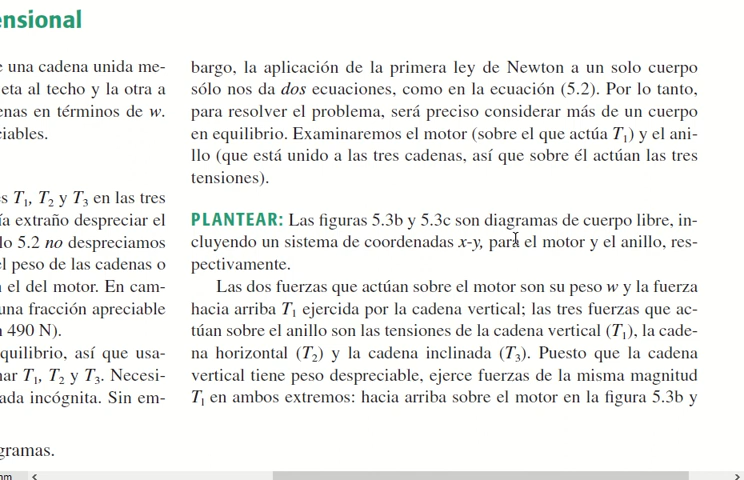 ensional
e una cadena unida me-
eta al techo y la otra a
enas en términos de w.
ciables.
s T1, T2 y T3 en las tres
ía extraño despreciar el
lo 5.2 no despreciamos
el peso de las cadenas o
n el del motor. En cam-
una fracción apreciable
n 490 N).
equilibrio, así que usa-
nar T1, T2 y T3. Necesi-
ada incógnita. Sin em-
bargo, la aplicación de la primera ley de Newton a un solo cuerpo
sólo nos da dos ecuaciones, como en la ecuación (5.2). Por lo tanto,
para resolver el problema, será preciso considerar más de un cuerpo
en equilibrio. Examinaremos el motor (sobre el que actúa T1) y el ani-
llo (que está unido a las tres cadenas, así que sobre él actúan las tres
tensiones).
PLANTEAR: Las figuras 5.3b y 5.3c son diagramas de cuerpo libre, in-
cluyendo un sistema de coordenadas x-y, para el motor y el anillo, res-
pectivamente.
Las dos fuerzas que actúan sobre el motor son su peso w y la fuerza
hacia arriba T1 ejercida por la cadena vertical; las tres fuerzas que ac-
túan sobre el anillo son las tensiones de la cadena vertical (T1), la cade-
na horizontal (T2) y la cadena inclinada (T3). Puesto que la cadena
vertical tiene peso despreciable, ejerce fuerzas de la misma magnitud
T1 en ambos extremos: hacia arriba sobre el motor en la figura 5.3b y
gramas.
mm